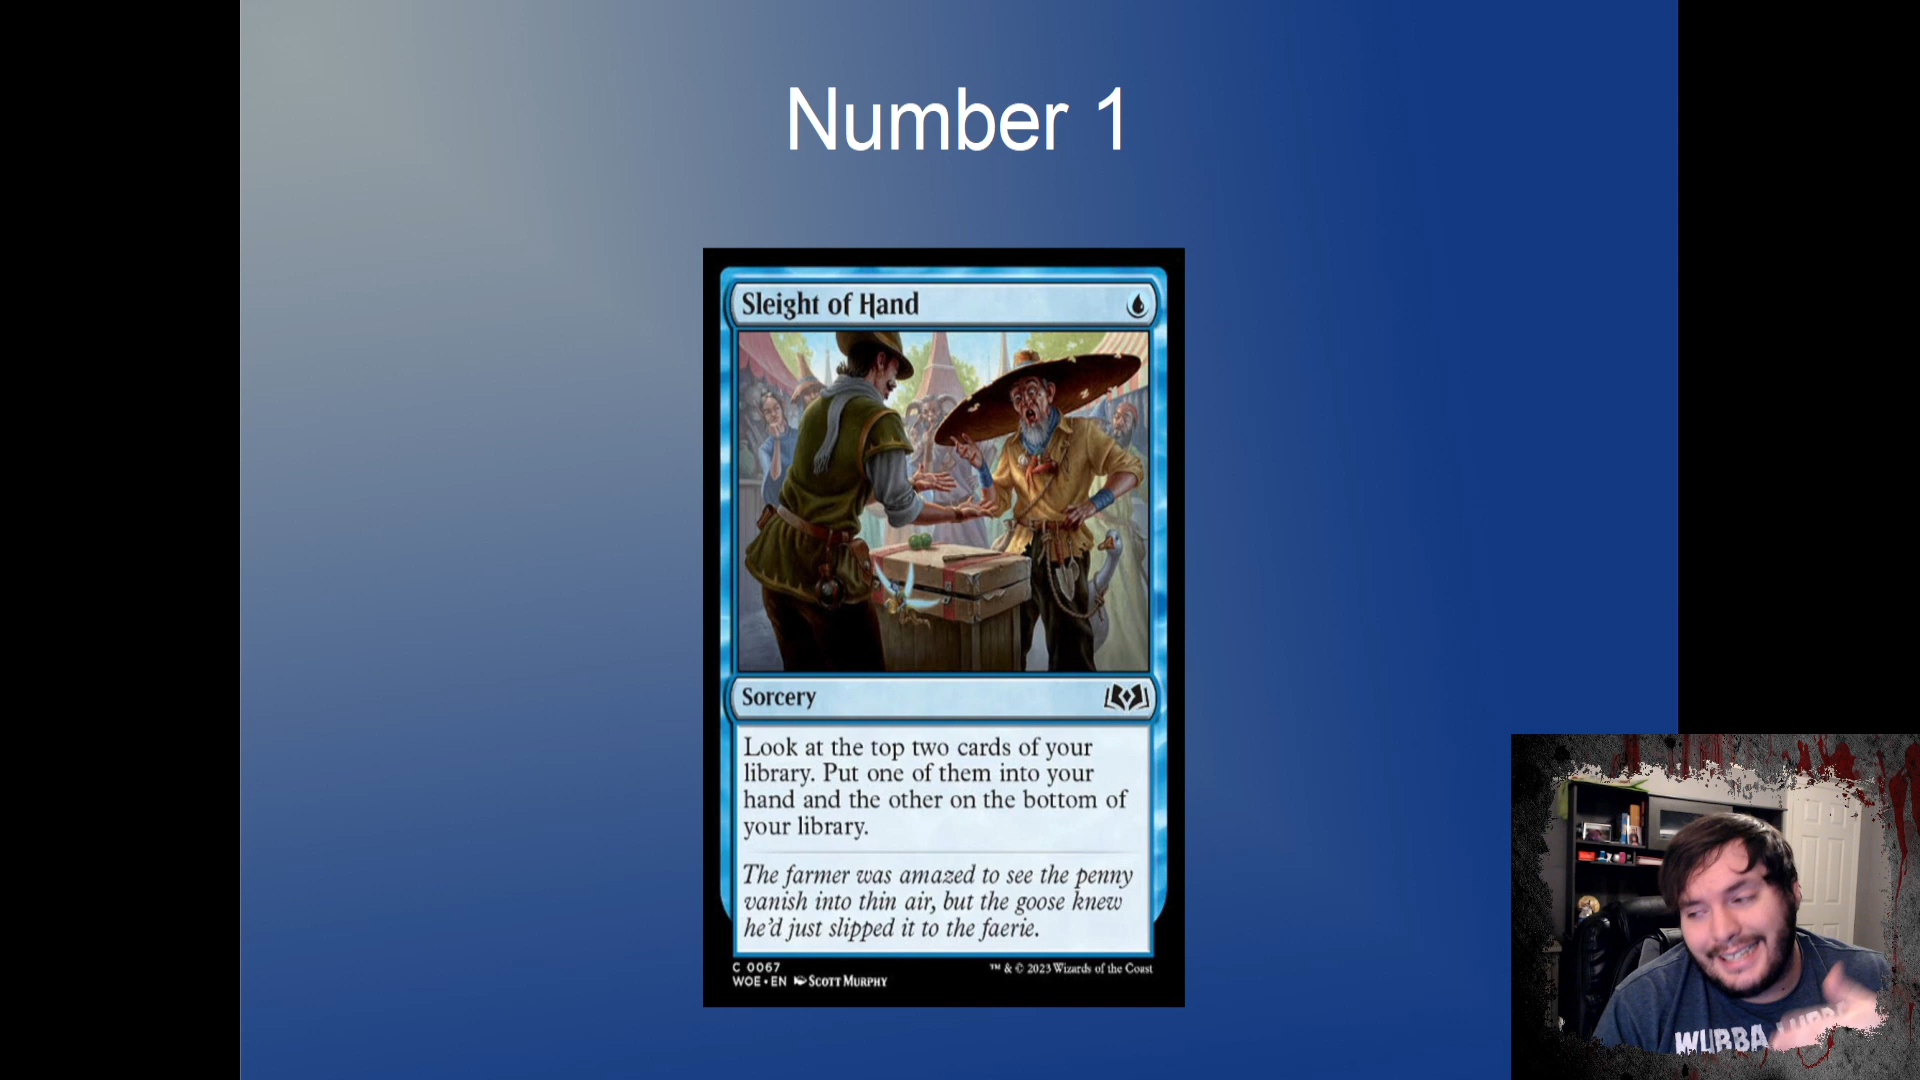 Number 1
Sleight of Hand
Sorcery
Look at the top two cards of your
library. Put one of them into your
hand and the other on the bottom of
your library.
The farmer was amazed to see the penny
vanish into thin air, but the goose knew
he'd just slipped it to the faerie.
C 0067
WOE • EN SCOTT MURPHY
™ & © 2023 Wizards of the Coast
WUBBA